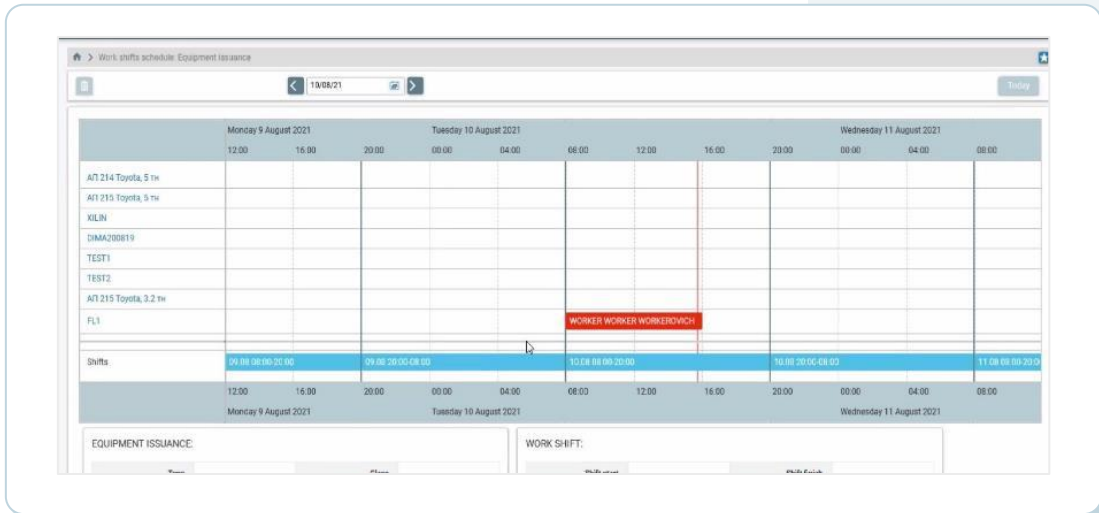 Work shifts schedule: Equipment Issuance
10/08/21
Today
Monday 9 August 2021 Tuesday 10 August 2021 Wednesday 11 August 2021
12:00 16:00 20:00 00:00 04:00 08:00 12:00 16:00 20:00 00:00 04:00 08:00
АП 214 Toyota, 5 тн
АП 215 Toyota, 5 тн
XILIN
DIMA200819
TEST1
TEST2
АП 215 Toyota, 3.2 тн
FL1 WORKER WORKER WORKEROVICH
Shifts 09.08 08:00-20:00 09.08 20:00-08:00 10.08 08:00-20:00 10.08 20:00-08:00 11.08 08:00-20:0
12:00 16:00 20:00 00:00 04:00 08:00 12:00 16:00 20:00 00:00 04:00 08:00
Monday 9 August 2021 Tuesday 10 August 2021 Wednesday 11 August 2021
EQUIPMENT ISSUANCE: WORK SHIFT:
Shift start Shift finish